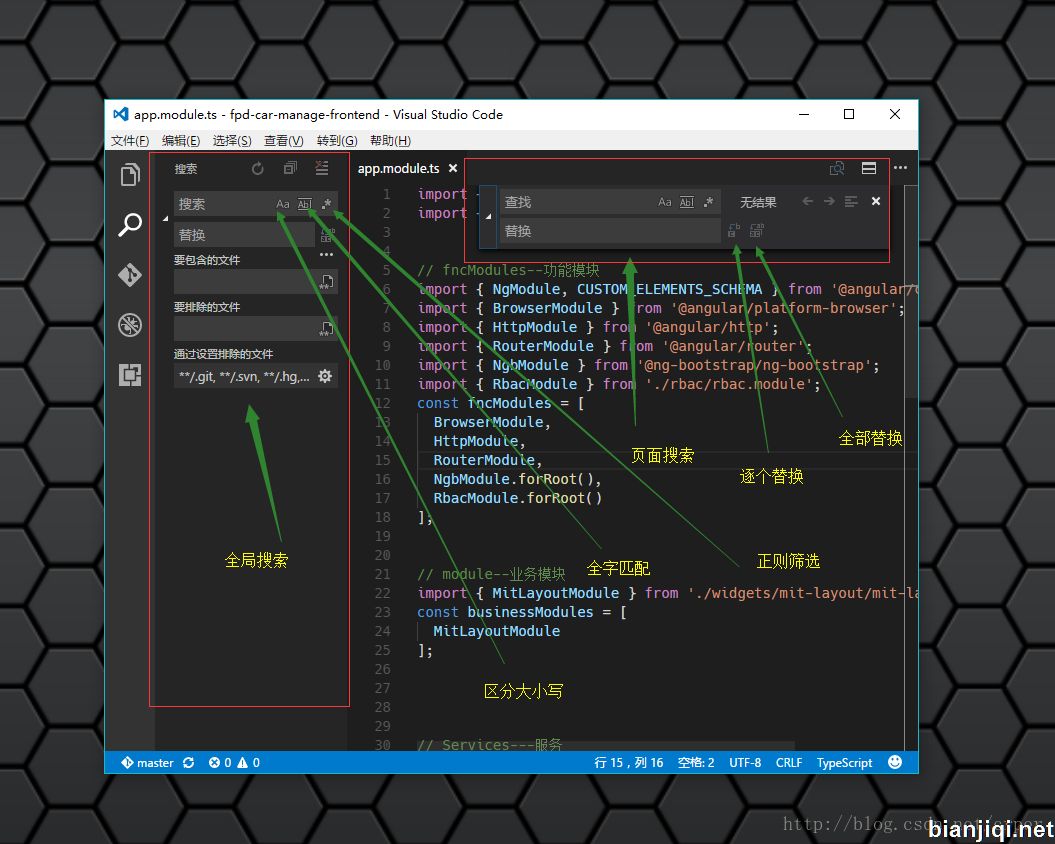 app.module.ts - fpd-car-manage-frontend - Visual Studio Code
文件(F) 编辑(E) 选择(S) 查看(V) 转到(G) 帮助(H)
搜索
搜索 Aa Ab| .*
替换
要包含的文件
要排除的文件
通过设置排除的文件
**/.git, **/.svn, **/.hg,...
全局搜索
app.module.ts
查找 Aa Ab| .* 无结果
替换
1 import
2 import
3
4
5 // fncModules--功能模块
6 import { NgModule, CUSTOM_ELEMENTS_SCHEMA } from '@angular/
7 import { BrowserModule } from '@angular/platform-browser';
8 import { HttpModule } from '@angular/http';
9 import { RouterModule } from '@angular/router';
10 import { NgbModule } from '@ng-bootstrap/ng-bootstrap';
11 import { RbacModule } from './rbac/rbac.module';
12 const fncModules = [
13 BrowserModule,
14 HttpModule,
15 RouterModule,
16 NgbModule.forRoot(),
17 RbacModule.forRoot()
18 ];
19
20
21 // module--业务模块
22 import { MitLayoutModule } from './widgets/mit-layout/mit-la
23 const businessModules = [
24 MitLayoutModule
25 ];
26
27
28
29
30 // Services---服务
页面搜索
全部替换
逐个替换
全字匹配
正则筛选
区分大小写
master 0 0 行 15，列 16 空格: 2 UTF-8 CRLF TypeScript
http://blog.csdn.net/
bianjiqi.net